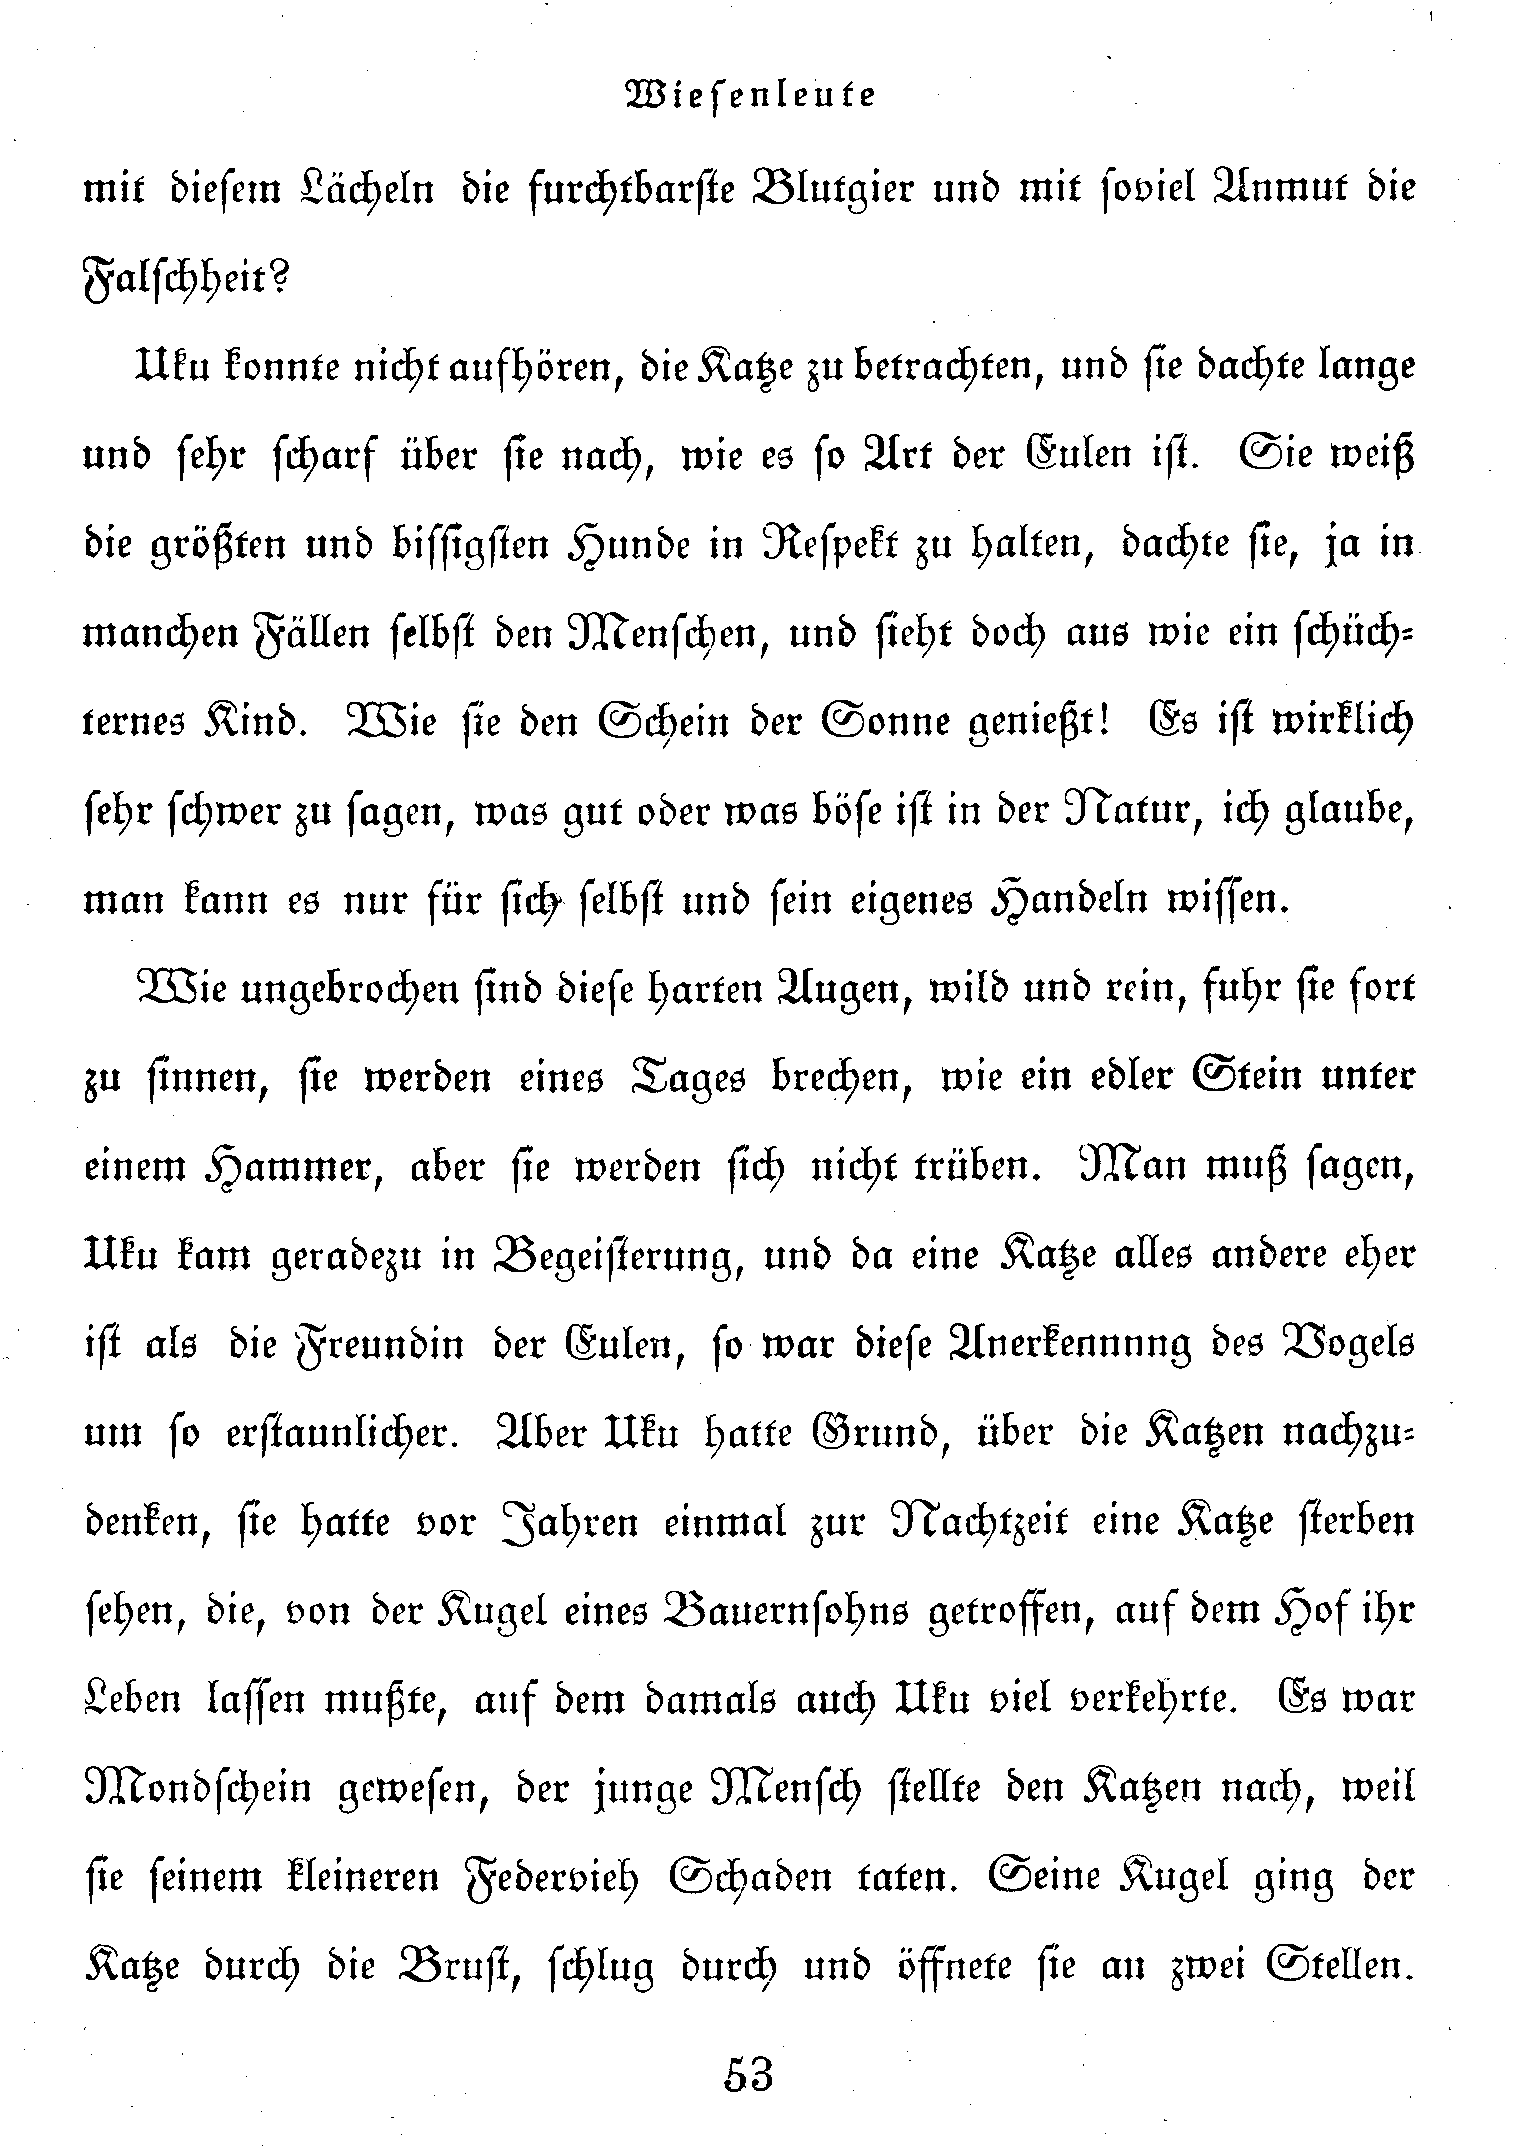 Wiesenleute
mit diesem Lächeln die furchtbarste Blutgier und mit soviel Anmut die
Falschheit?
Uku konnte nicht aufhören, die Katze zu betrachten, und sie dachte lange
und sehr scharf über sie nach, wie es so Art der Eulen ist. Sie weiß
die größten und bissigsten Hunde in Respekt zu halten, dachte sie, ja in
manchen Fällen selbst den Menschen, und sieht doch aus wie ein schüch-
ternes Kind. Wie sie den Schein der Sonne genießt! Es ist wirklich
sehr schwer zu sagen, was gut oder was böse ist in der Natur, ich glaube,
man kann es nur für sich selbst und sein eigenes Handeln wissen.
Wie ungebrochen sind diese harten Augen, wild und rein, fuhr sie fort
zu sinnen, sie werden eines Tages brechen, wie ein edler Stein unter
einem Hammer, aber sie werden sich nicht trüben. Man muß sagen,
Uku kam geradezu in Begeisterung, und da eine Katze alles andere eher
ist als die Freundin der Eulen, so war diese Anerkennnng des Vogels
um so erstaunlicher. Aber Uku hatte Grund, über die Katzen nachzu-
denken, sie hatte vor Jahren einmal zur Nachtzeit eine Katze sterben
sehen, die, von der Kugel eines Bauernsohns getroffen, auf dem Hof ihr
Leben lassen mußte, auf dem damals auch Uku viel verkehrte. Es war
Mondschein gewesen, der junge Mensch stellte den Katzen nach, weil
sie seinem kleineren Federvieh Schaden taten. Seine Kugel ging der
Katze durch die Brust, schlug durch und öffnete sie an zwei Stellen.
53